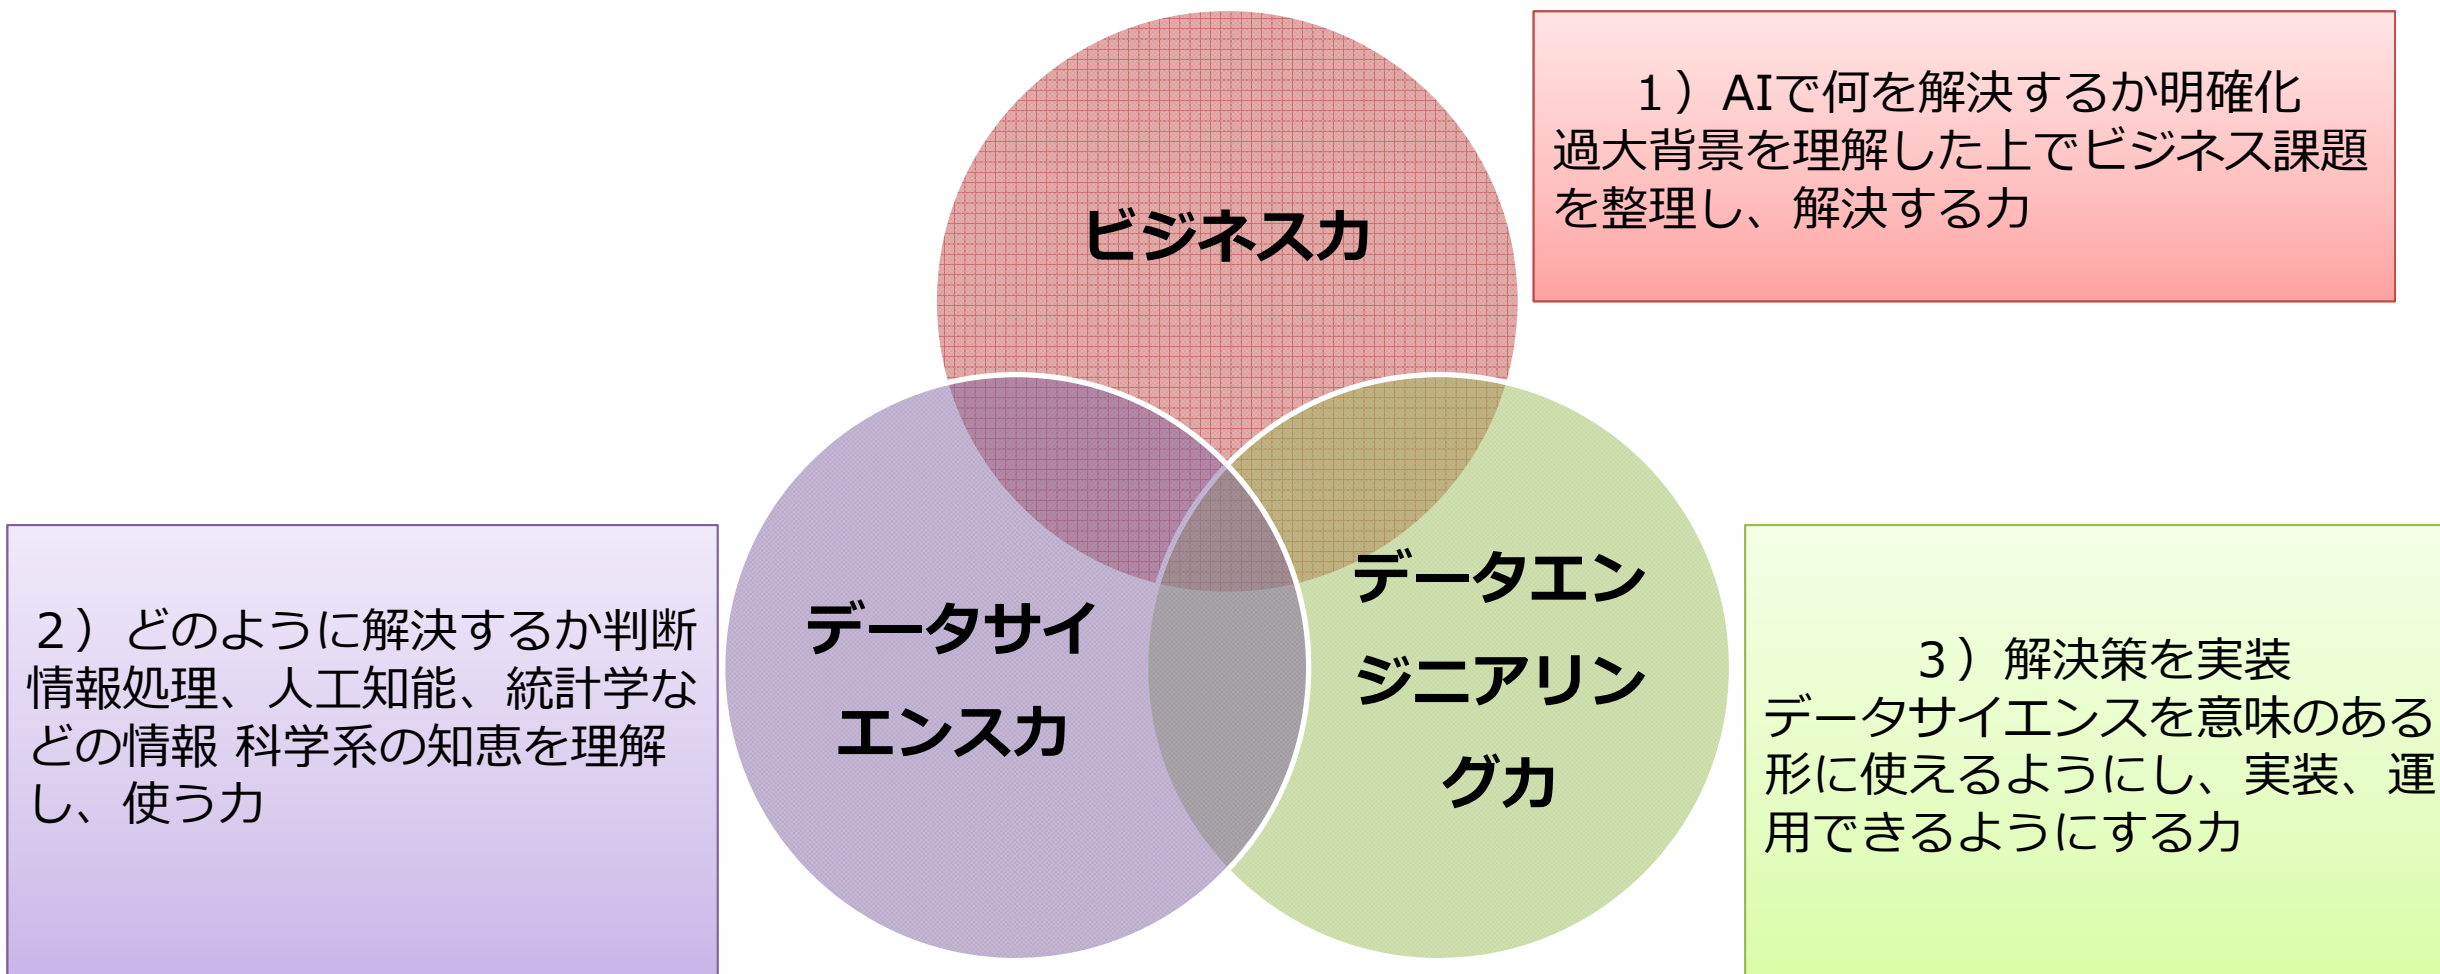 ビジネス力
1）AIで何を解決するか明確化
過大背景を理解した上でビジネス課題
を整理し、解決する力
データサイ
エンス力
2）どのように解決するか判断
情報処理、人工知能、統計学な
どの情報 科学系の知恵を理解
し、使う力
データエン
ジニアリン
グ力
3）解決策を実装
データサイエンスを意味のある
形に使えるようにし、実装、運
用できるようにする力